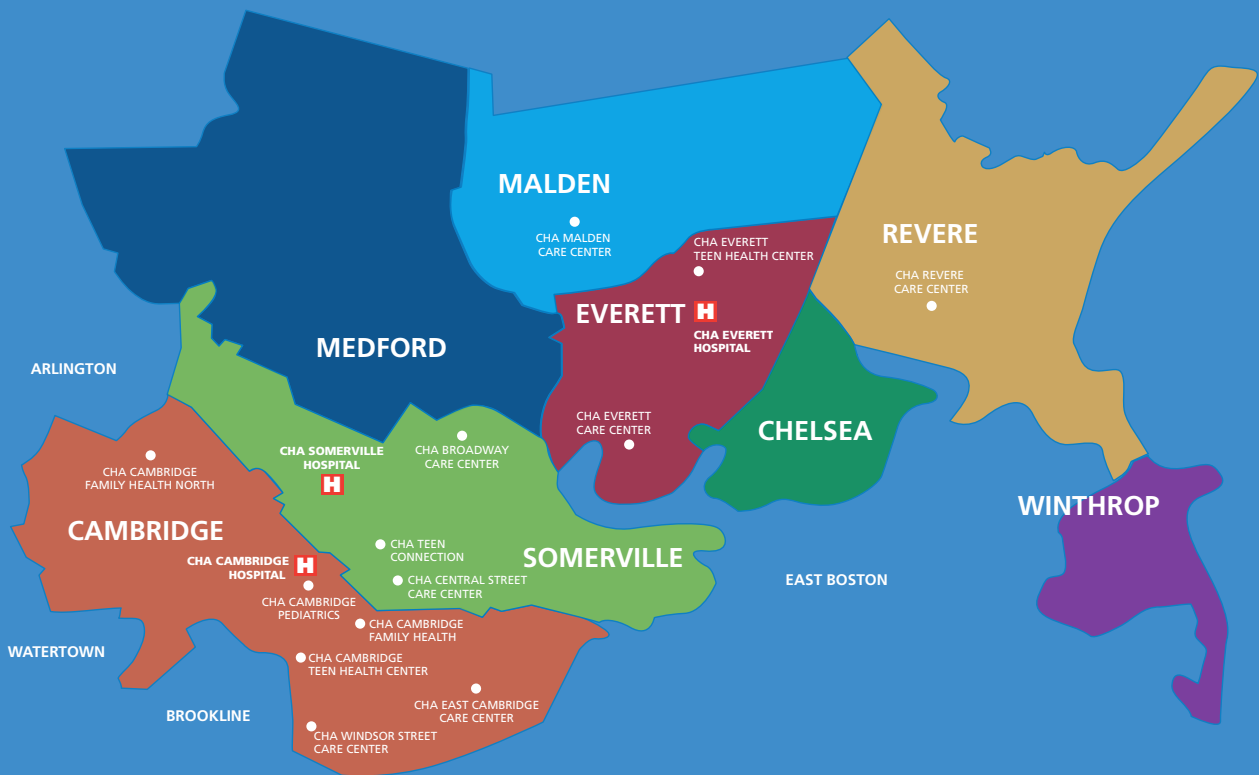 MALDEN
CHA MALDEN
CARE CENTER
REVERE
CHA REVERE
CARE CENTER
CHA EVERETT
TEEN HEALTH CENTER
EVERETT
H
CHA EVERETT
HOSPITAL
CHA EVERETT
CARE CENTER
MEDFORD
ARLINGTON
CHELSEA
CHA SOMERVILLE
HOSPITAL
H
CHA BROADWAY
CARE CENTER
CHA CAMBRIDGE
FAMILY HEALTH NORTH
CAMBRIDGE
WINTHROP
CHA TEEN
CONNECTION
SOMERVILLE
CHA CAMBRIDGE
HOSPITAL
H
CHA CENTRAL STREET
CARE CENTER
EAST BOSTON
CHA CAMBRIDGE
PEDIATRICS
CHA CAMBRIDGE
FAMILY HEALTH
WATERTOWN
CHA CAMBRIDGE
TEEN HEALTH CENTER
BROOKLINE
CHA EAST CAMBRIDGE
CARE CENTER
CHA WINDSOR STREET
CARE CENTER